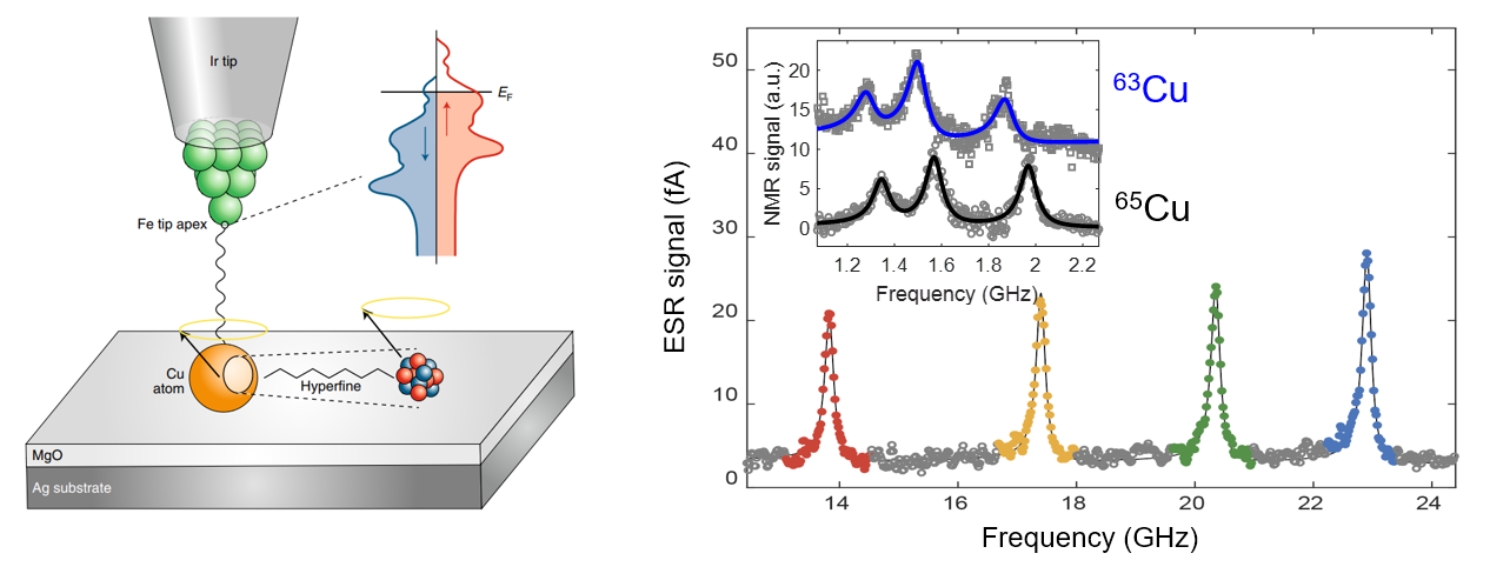 Ir tip
E_F
Fe tip apex
Cu
atom
Hyperfine
MgO
Ag substrate
ESR signal (fA)
50
40
30
20
10
0
14
16
18
20
22
24
Frequency (GHz)
NMR signal (a.u.)
20
15
10
5
0
1.2
1.4
1.6
1.8
2
2.2
Frequency (GHz)
⁶³Cu
⁶⁵Cu